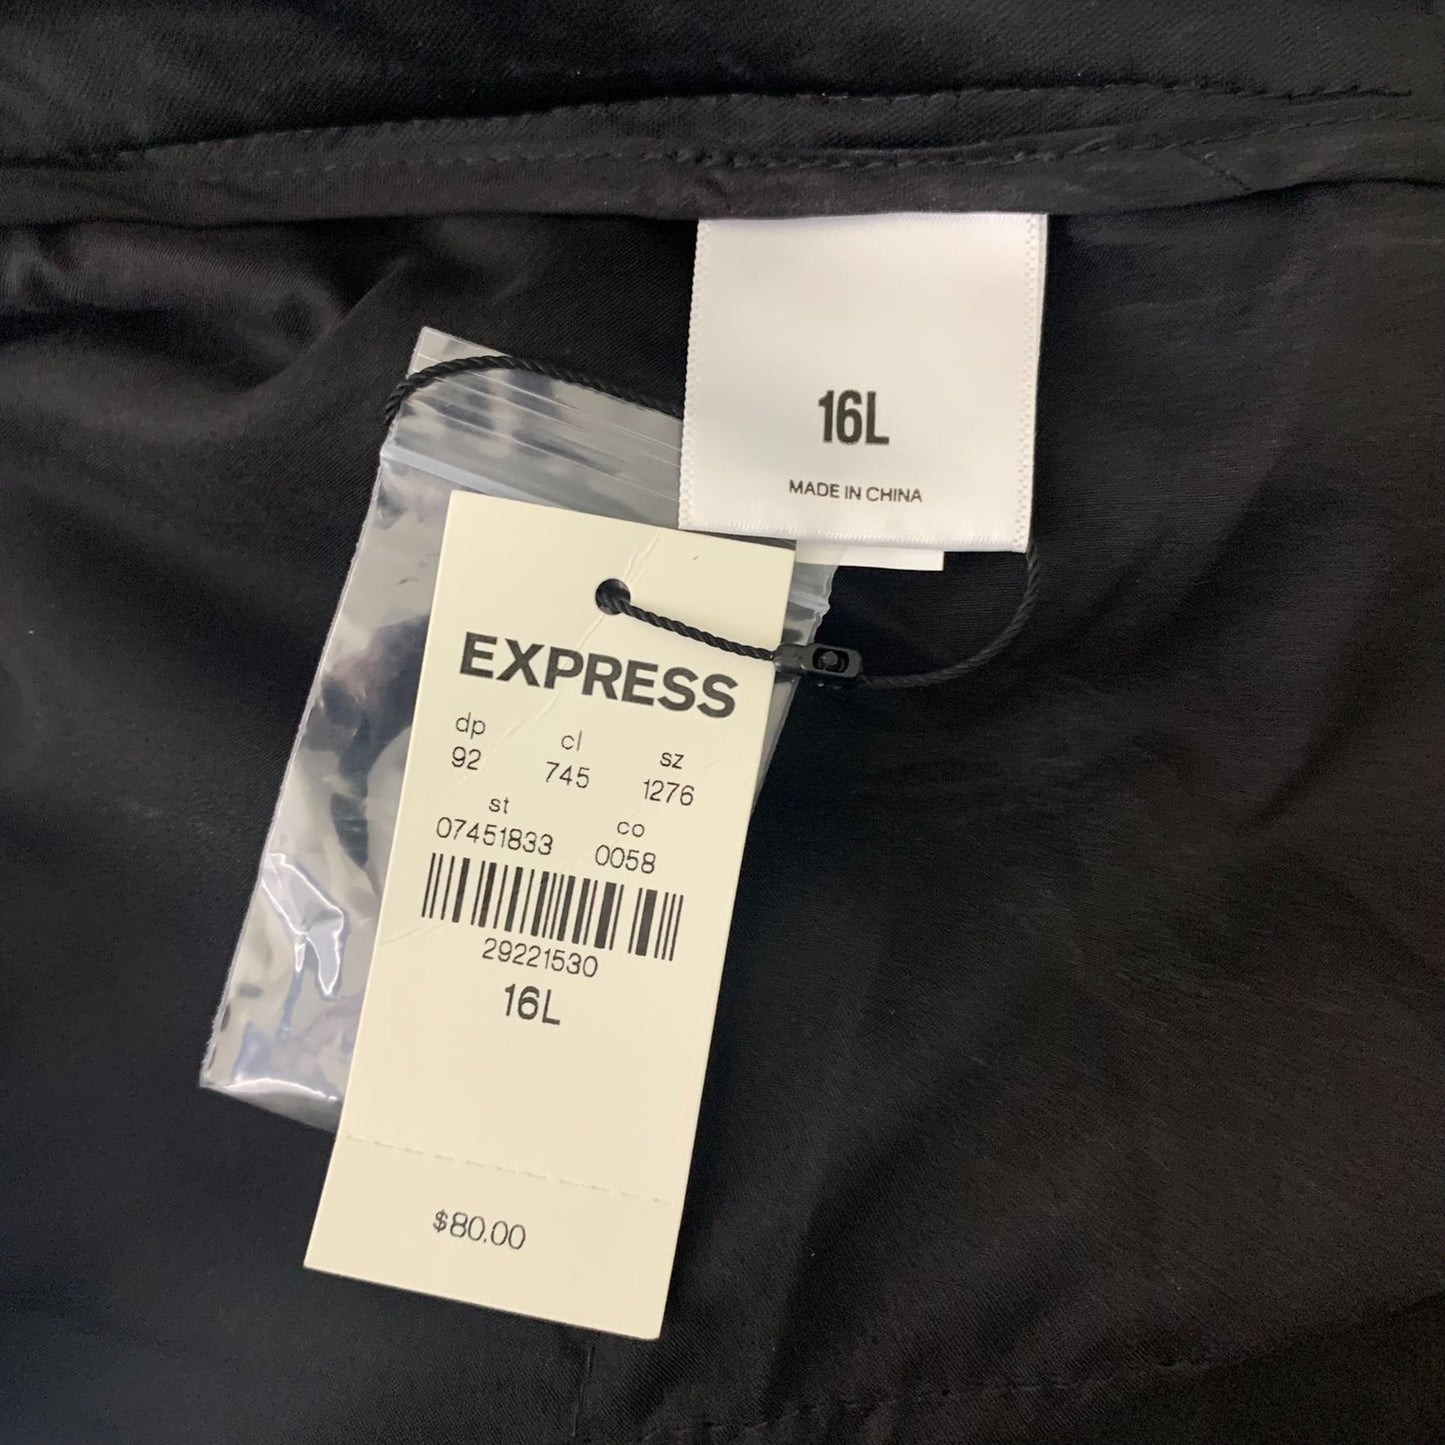 16L
MADE IN CHINA
EXPRESS
dp cl sz
92 745 1276
st co
07451833 0058
29221530
16L
$80.00